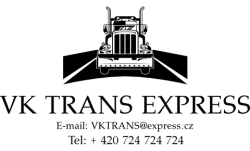 VK TRANS EXPRESS
E-mail: VKTRANS@express.cz
Tel: + 420 724 724 724